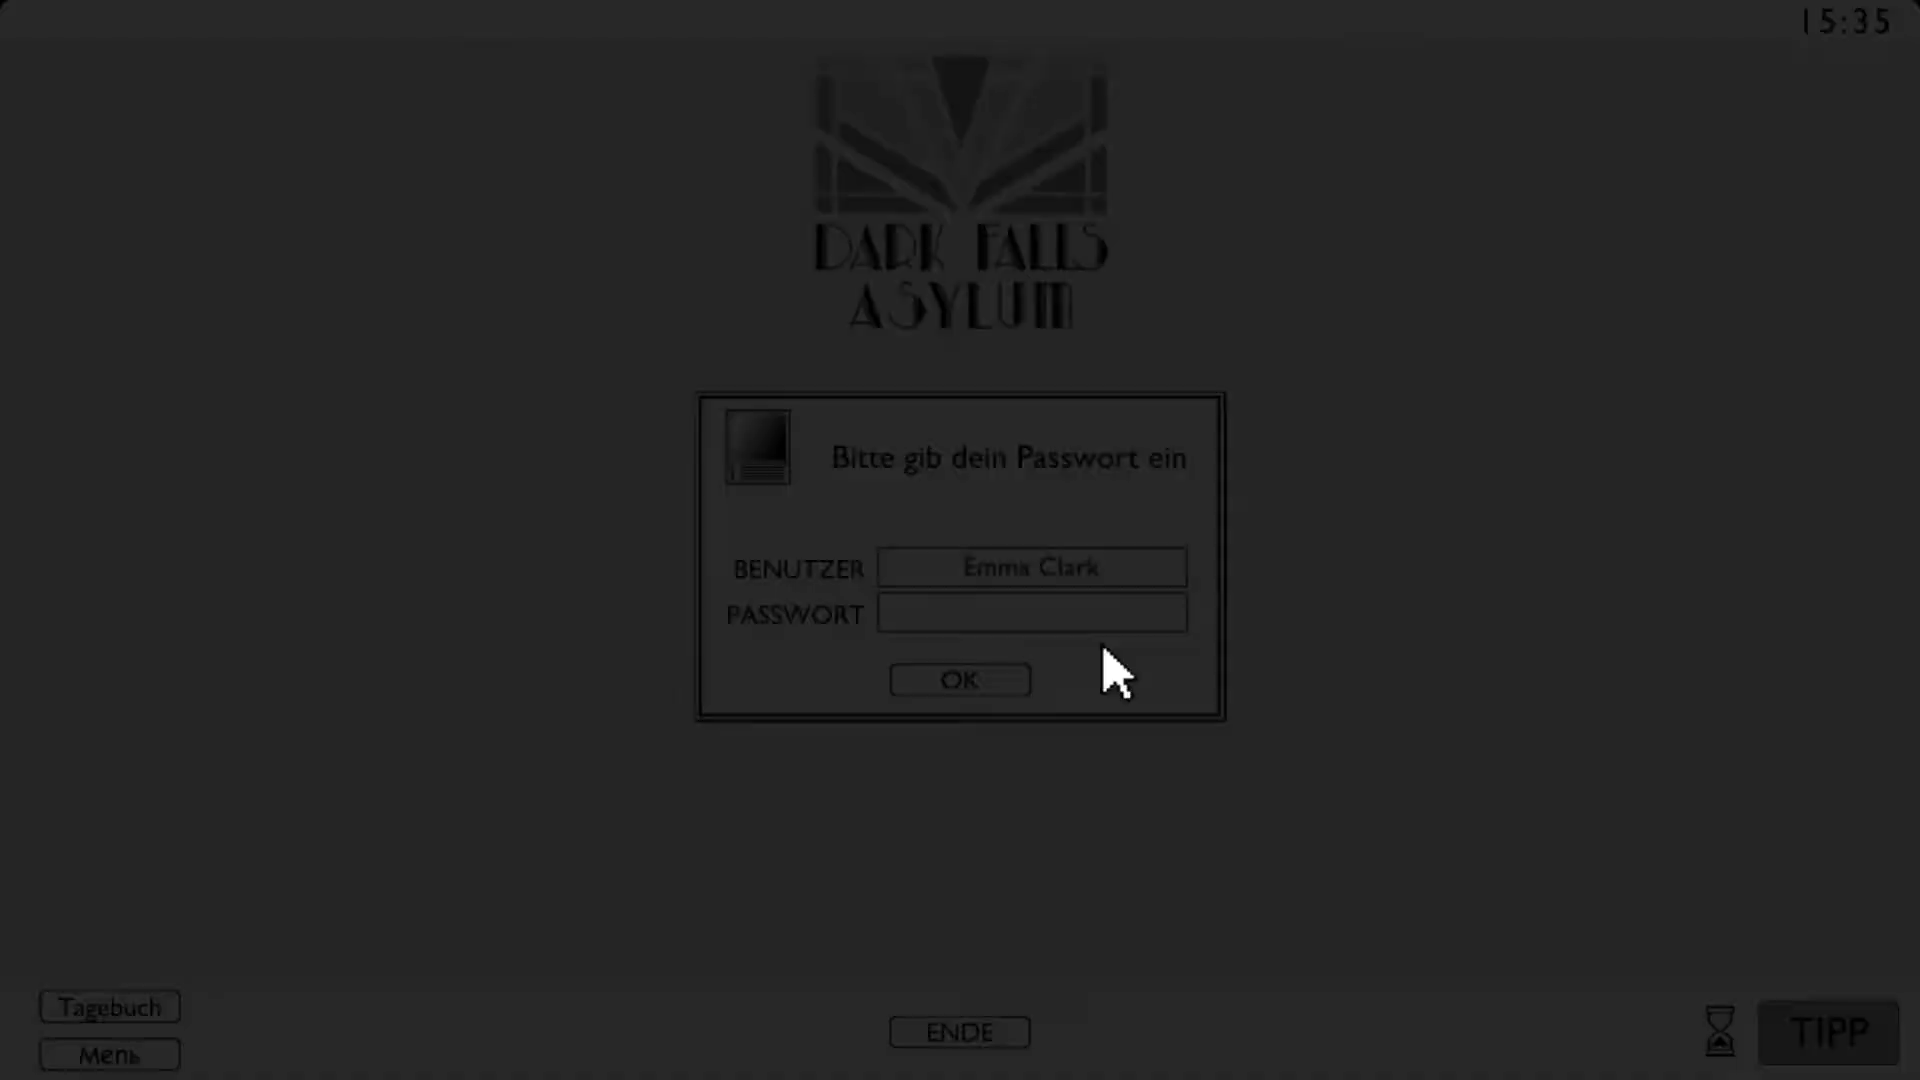 15:35
DARK FALLS
ASYLUM
Bitte gib dein Passwort ein
BENUTZER
Emma Clark
PASSWORT
OK
Tagebuch
Menü
ENDE
TIPP